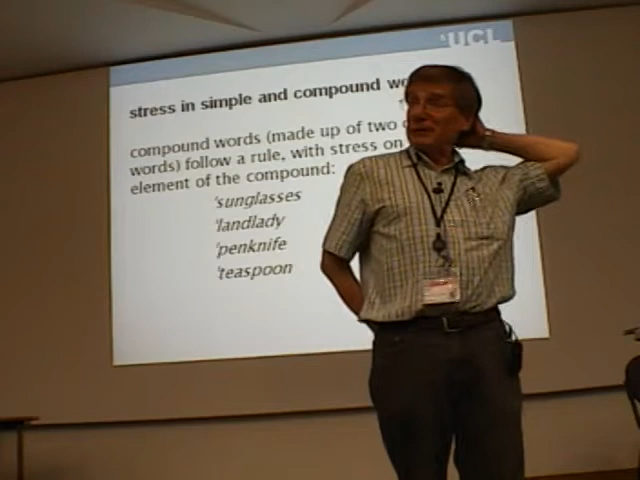 UCL
stress in simple and compound
compound words (made up of two
words) follow a rule, with stress on
element of the compound:
'sunglasses
'landlady
'penknife
'teaspoon